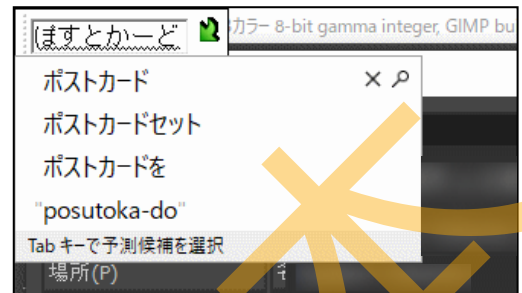 ぽすとかーど
カラー 8-bit gamma integer, GIMP bu
ポストカード
ポストカードセット
ポストカードを
"posutoka-do"
Tab キーで予測候補を選択
場所(P)